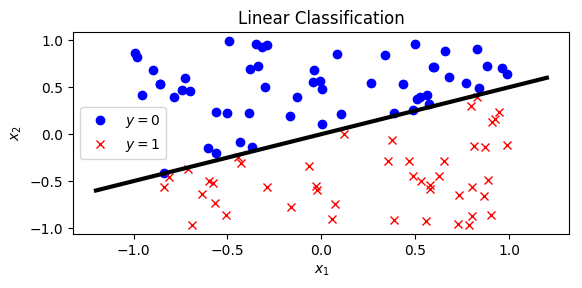 Linear Classification
x₂
1.0
0.5
0.0
−0.5
−1.0
y = 0
y = 1
−1.0 −0.5 0.0 0.5 1.0
x₁